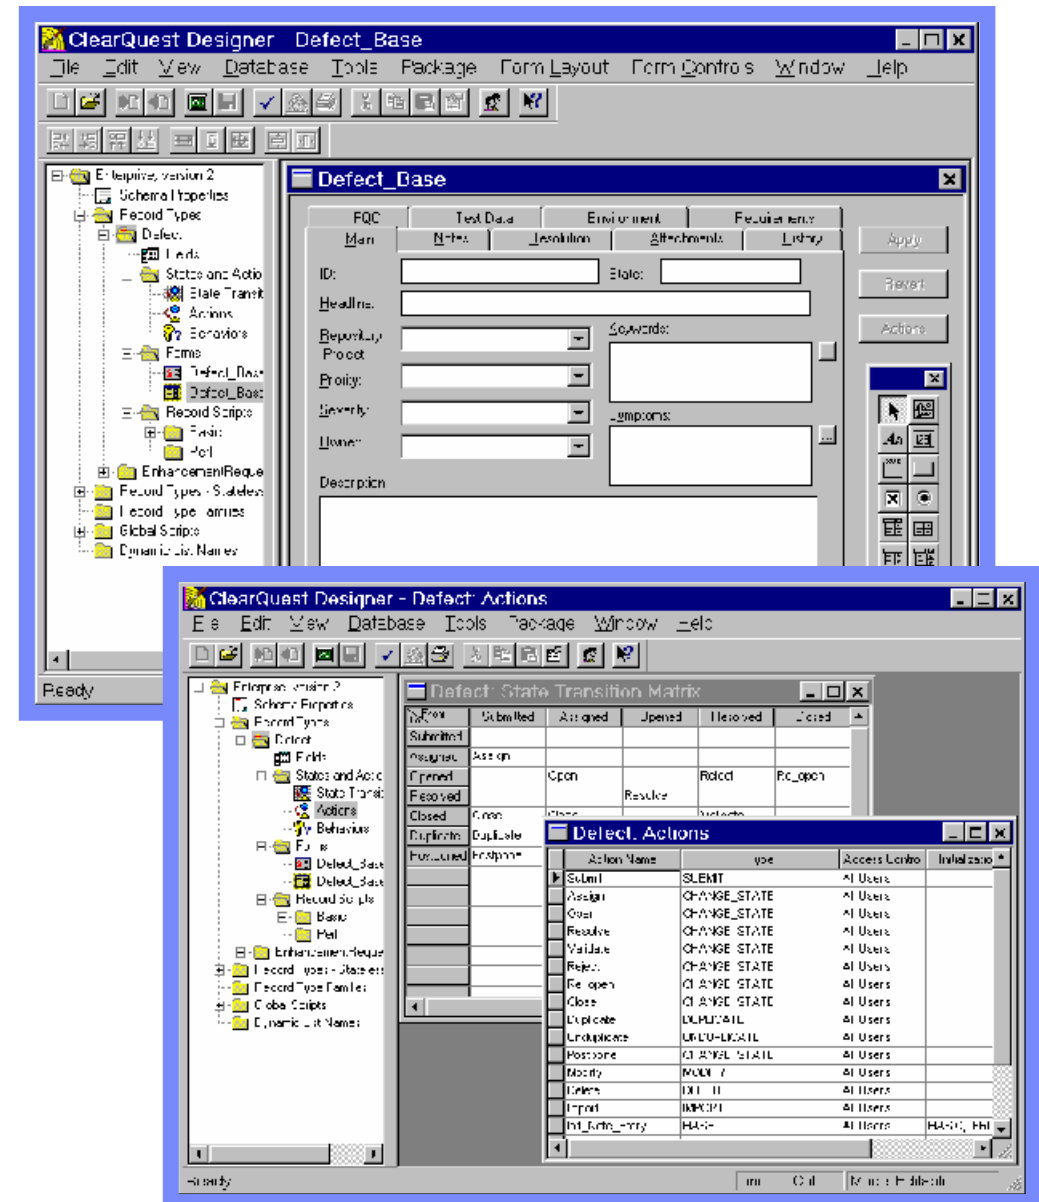 ClearQuest Designer Defect_Base
Edit View Database Tools Package Form Layout Form Controls Window
Defect_Base
Enterprise, version 2
Schema Properties
Record Types
Defect
Fields
States and Actio
State Transit
Actions
Behaviors
Forms
Defect_Base
Defect_Base
Record Scripts
Basic
Perl
EnhancementReque
Record Types - Stateless
Record Type Families
Global Scripts
Dynamic List Names
Test Data Environment Requirements
Main Notes Resolution Attachments History
ID: State:
Headline:
Repository Keywords:
Project
Priority:
Severity: Symptoms:
Owner:
Description
Apply
Revert
Actions
Ready
ClearQuest Designer - Defect: Actions
Edit View Database Tools Package Window Help
Enterprise, version 2
Schema Properties
Record Types
Defect
Fields
States and Actio
State Transit
Actions
Behaviors
Forms
Defect_Base
Defect_Base
Record Scripts
Basic
Perl
EnhancementReque
Record Types - Stateless
Record Type Families
Global Scripts
Dynamic List Names
Defect: State Transition Matrix
From Submitted Assigned Opened Resolved Closed
Submitted
Assigned Assign
Opened Open Reject Re_open
Resolved Resolve
Closed Close
Duplicate Duplicate
Postponed Postpone
Defect: Actions
Action Name Type Access Contro Initializatio
Submit SUBMIT All Users
Assign CHANGE_STATE All Users
Open CHANGE_STATE All Users
Resolve CHANGE_STATE All Users
Validate CHANGE_STATE All Users
Reject CHANGE_STATE All Users
Re_open CHANGE_STATE All Users
Close CHANGE_STATE All Users
Duplicate DUPLICATE All Users
Unduplicate UNDUPLICATE All Users
Postpone CHANGE_STATE All Users
Modify MODIFY All Users
Delete DELETE All Users
Import IMPORT All Users
Init_Note_Entry BASE All Users
Ready